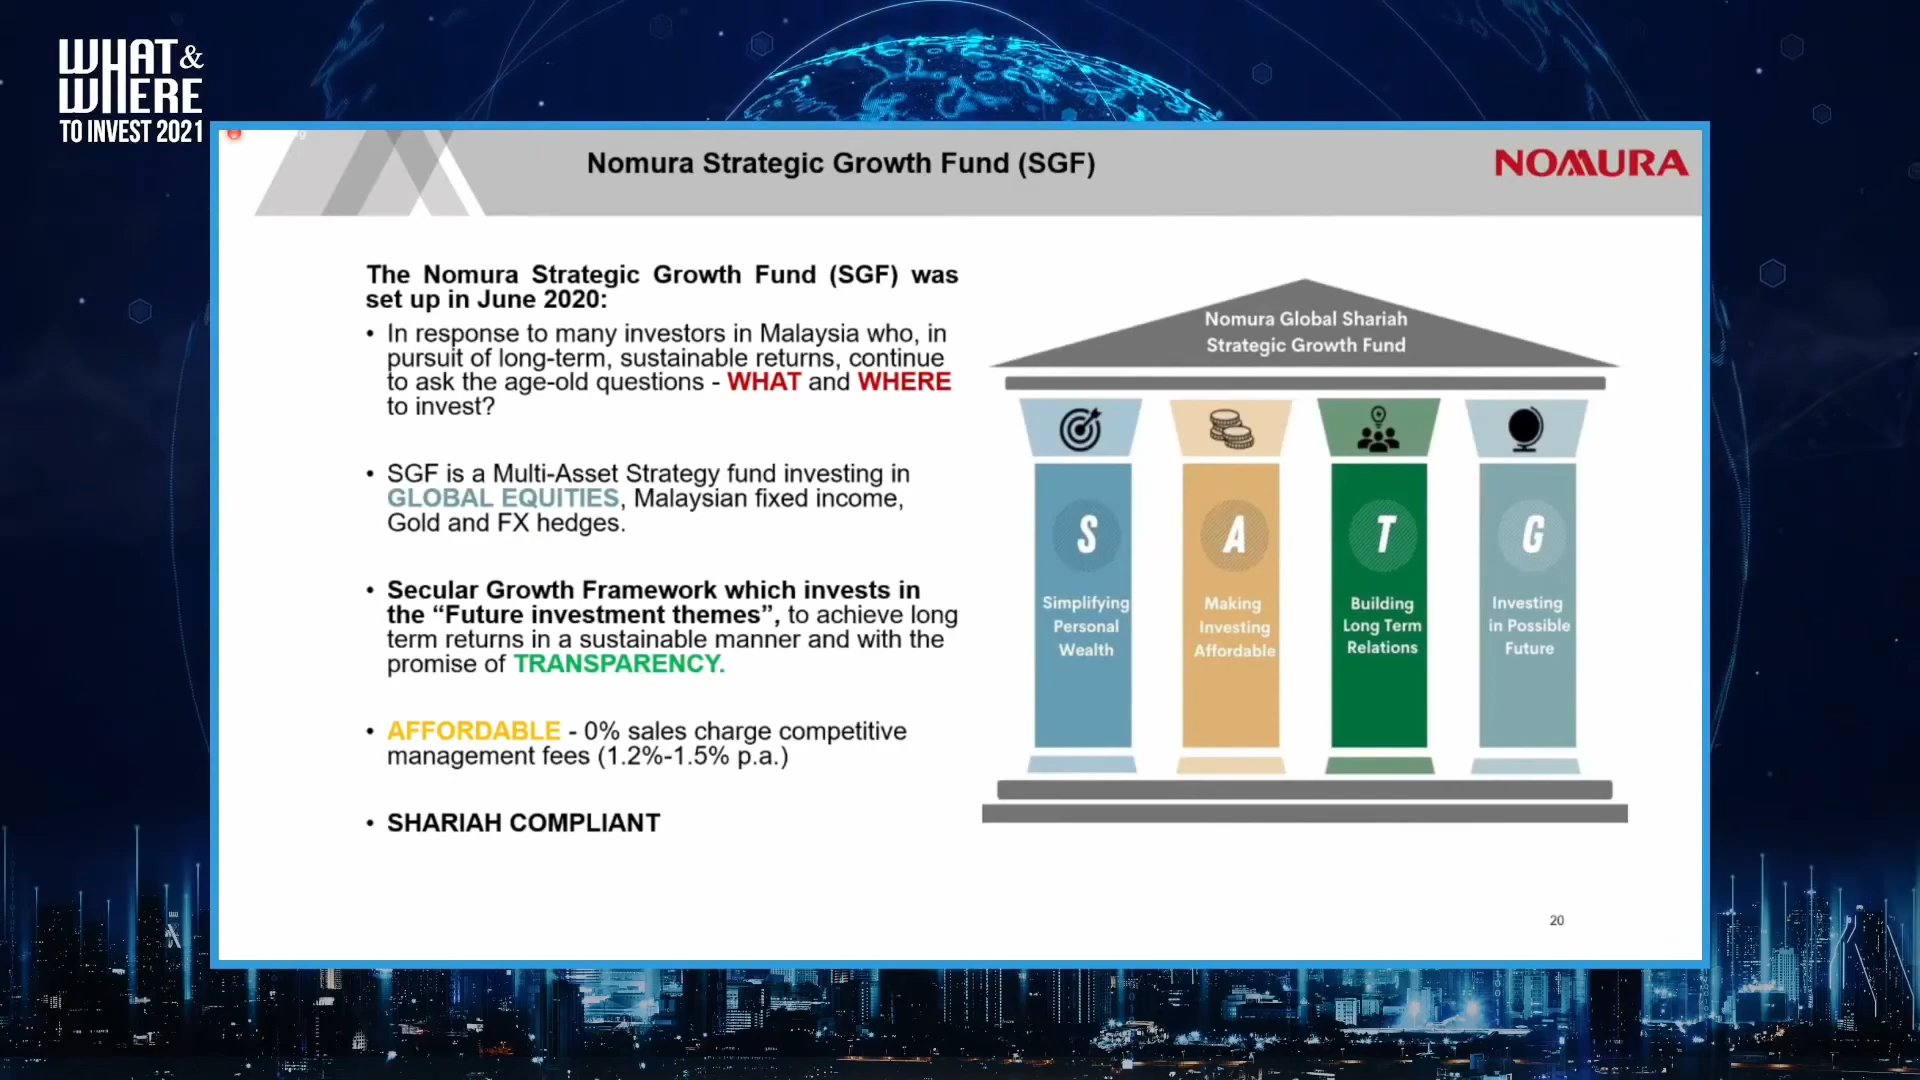 WHAT &
WHERE
TO INVEST 2021
Nomura Strategic Growth Fund (SGF)
NOMURA
The Nomura Strategic Growth Fund (SGF) was
set up in June 2020:
• In response to many investors in Malaysia who, in
pursuit of long-term, sustainable returns, continue
to ask the age-old questions - WHAT and WHERE
to invest?
• SGF is a Multi-Asset Strategy fund investing in
GLOBAL EQUITIES, Malaysian fixed income,
Gold and FX hedges.
• Secular Growth Framework which invests in
the “Future investment themes”, to achieve long
term returns in a sustainable manner and with the
promise of TRANSPARENCY.
• AFFORDABLE - 0% sales charge competitive
management fees (1.2%-1.5% p.a.)
• SHARIAH COMPLIANT
Nomura Global Shariah
Strategic Growth Fund
S
Simplifying
Personal
Wealth
A
Making
Investing
Affordable
T
Building
Long Term
Relations
G
Investing
in Possible
Future
20